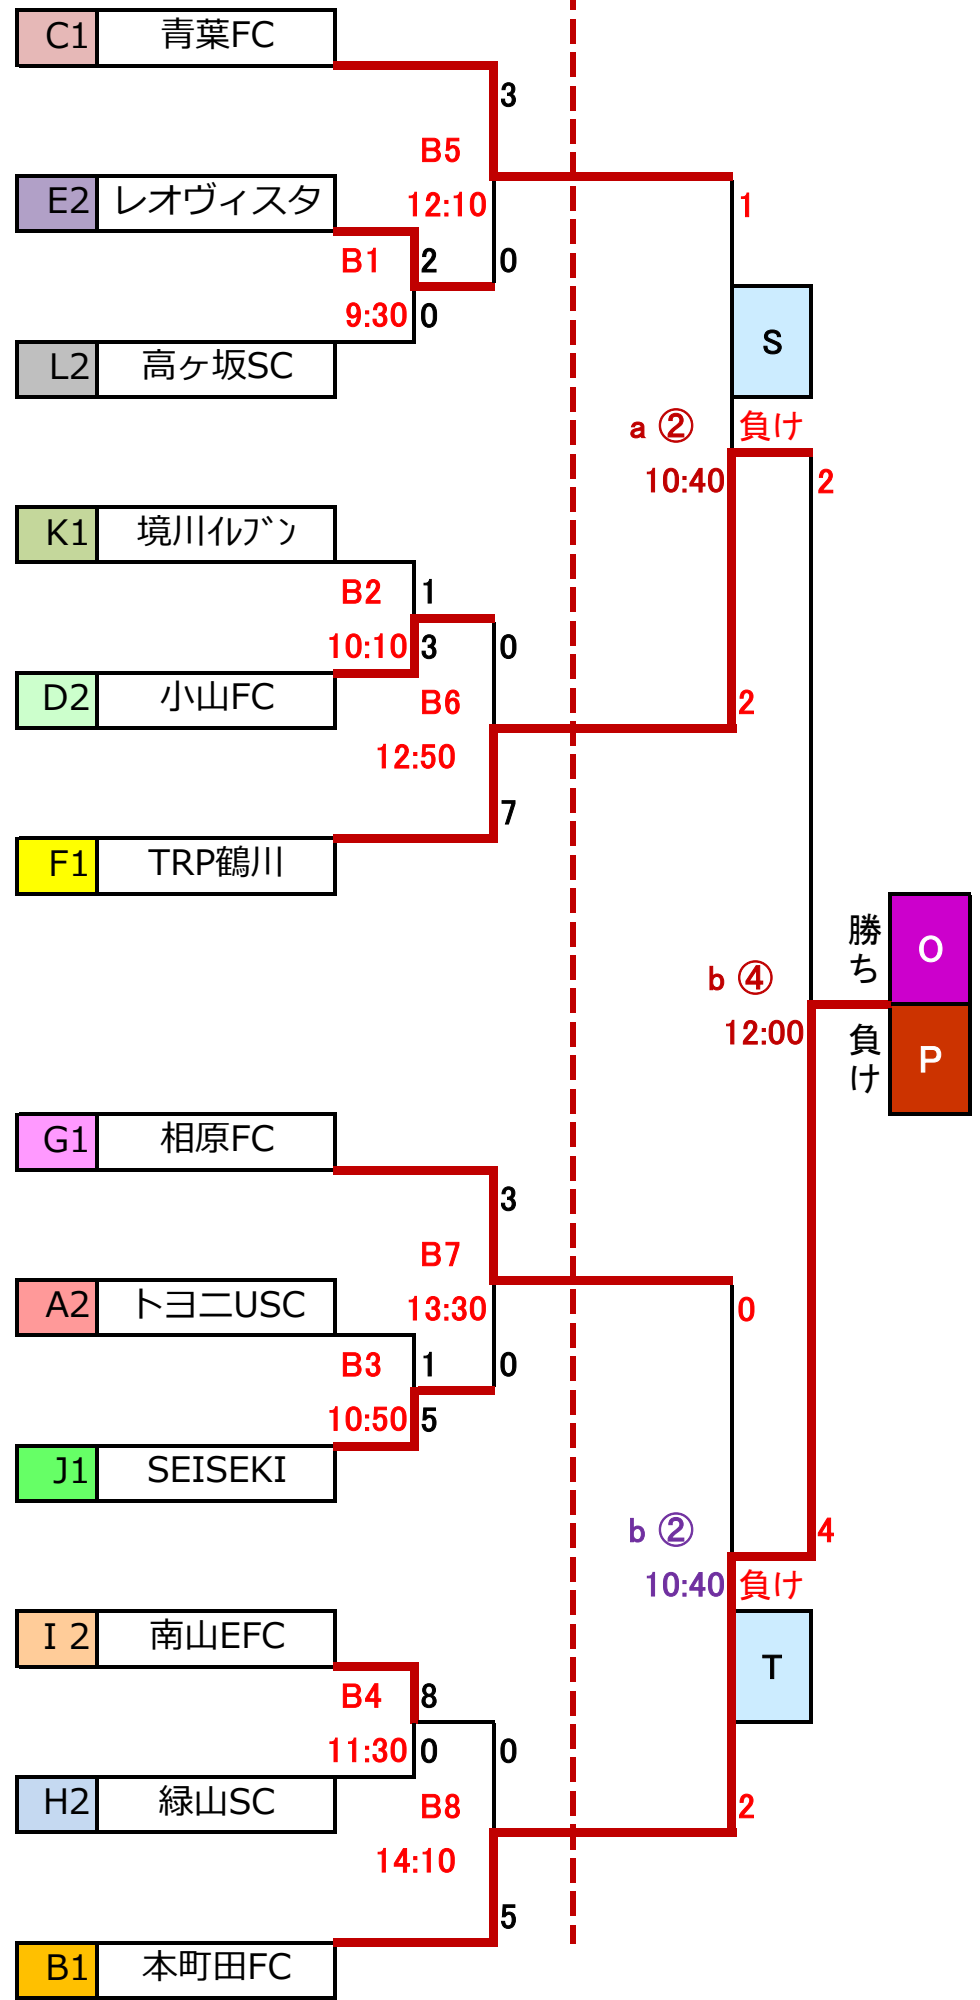 C1 青葉FC
3
B5
12:10
1
E2 レオヴィスタ
B1 2 0
9:30 0
S
L2 高ヶ坂SC
a ② 負け
10:40 2
K1 境川ｲﾚﾌﾞﾝ
B2 1
10:10 3 0
D2 小山FC
B6 2
12:50
7
F1 TRP鶴川
勝ち O
b ④
12:00
負け P
G1 相原FC
3
B7
13:30 0
A2 トヨニUSC
B3 1 0
10:50 5
J1 SEISEKI
b ② 4
10:40 負け
I 2 南山EFC
T
B4 8
11:30 0 0
H2 緑山SC
B8 2
14:10
5
B1 本町田FC